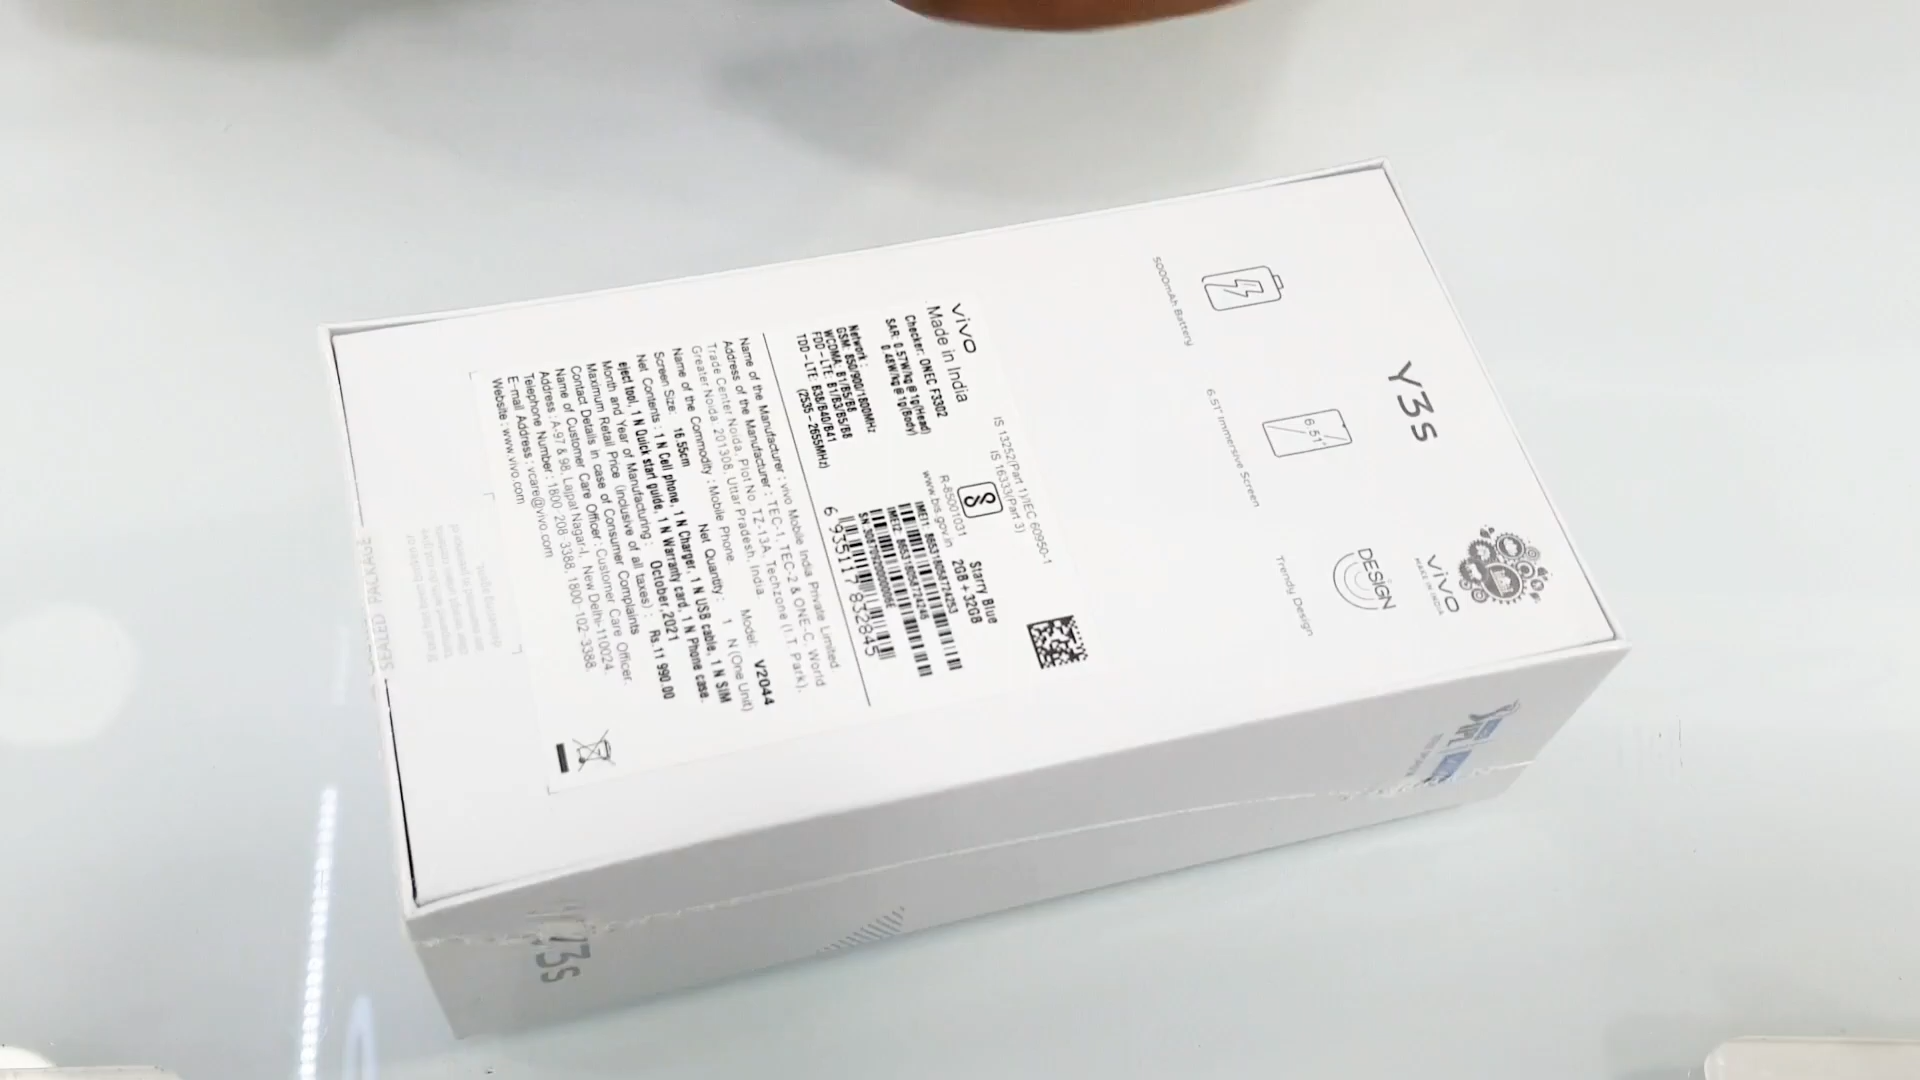 Y3s
5000mAh Battery
6.51"
6.51" Immersive Screen
DESIGN
Trendy Design
vivo
MAKE IN INDIA
vivo
Made in India
Checker: ONEC F3302
SAR: 0.57W/kg@1g(Head)
0.48W/kg@1g(Body)
Network :
GSM: 850/900/1800MHz
WCDMA: B1/B5/B8
FDD-LTE: B1/B3/B5/B8
TDD-LTE: B38/B40/B41
(2535-2655MHz)
IS 13252(Part 1)/IEC 60950-1
IS 16333(Part 3)
R-85001031
www.bis.gov.in
Starry Blue
2GB+32GB
6 935117 832845
Name of the Manufacturer : vivo Mobile India Private Limited
Address of the Manufacturer : TEC-1, TEC-2 & ONE-C, World
Trade Center Noida, Plot No. TZ-13A, Techzone (I.T. Park),
Greater Noida. 201308, Uttar Pradesh, India.
Name of the Commodity : Mobile Phone. Model: V2044
Screen Size: 16.55cm Net Quantity: 1 N (One Unit)
Net Contents : 1 N Cell phone, 1 N Charger, 1 N USB cable, 1 N SIM
eject tool, 1 N Quick start guide, 1 N Warranty card, 1 N Phone case.
Month and Year of Manufacturing: October,2021
Maximum Retail Price (inclusive of all taxes) : Rs.11 990.00
Contact Details in case of Consumer Complaints
Name of Customer Care Officer : Customer Care Officer.
Address : A-97 & 98, Lajpat Nagar-I, New Delhi-110024.
Telephone Number : 1800-208-3388, 1800-102-3388.
E-mail Address : vcare@vivo.com
Website : www.vivo.com
SEALED PACKAGE
Y3s